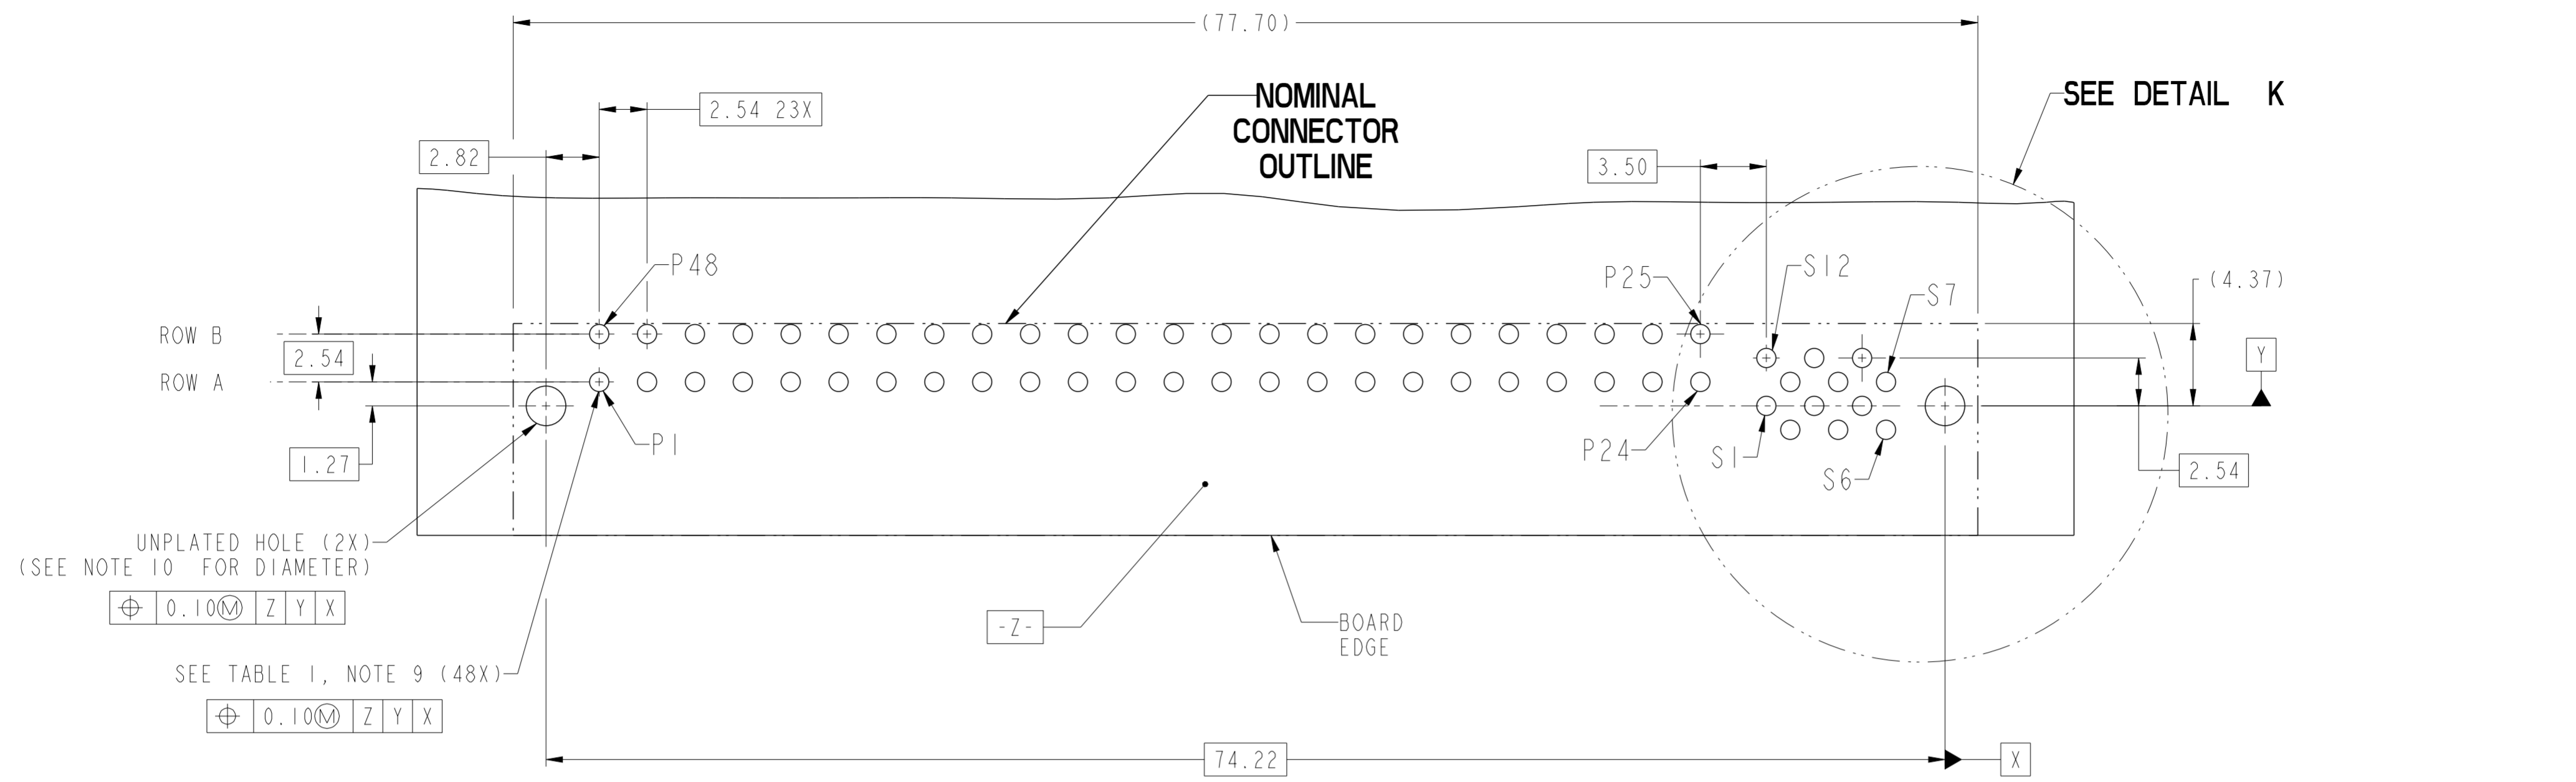 (77.70)
2.54 23X
2.82
NOMINAL
CONNECTOR
OUTLINE
SEE DETAIL K
3.50
P48
P25
S12
S7
(4.37)
ROW B
2.54
ROW A
Y
1.27
P1
P24
S1
S6
2.54
UNPLATED HOLE (2X)
(SEE NOTE 10 FOR DIAMETER)
⌖ 0.10Ⓜ Z Y X
-Z-
BOARD
EDGE
SEE TABLE 1, NOTE 9 (48X)
⌖ 0.10Ⓜ Z Y X
74.22
X